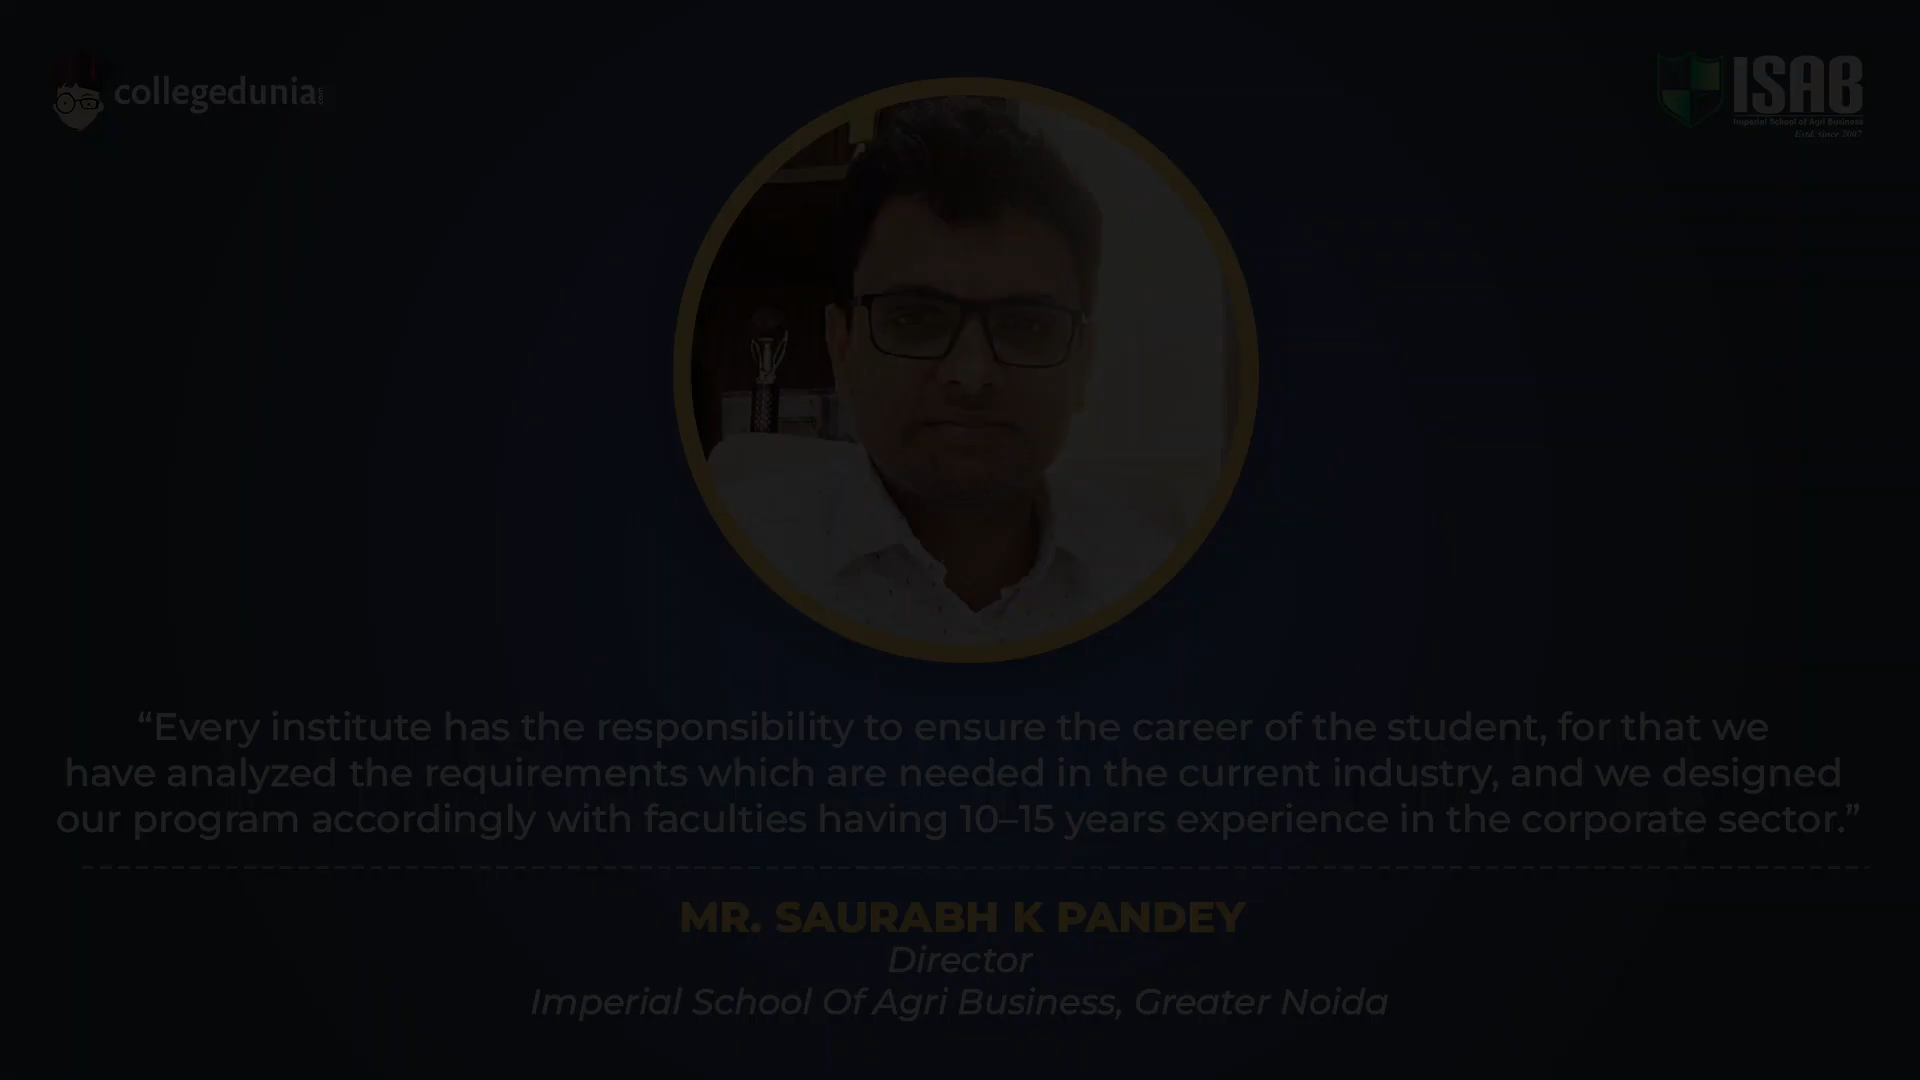 collegedunia
.com
ISAB
Imperial School of Agri Business
Estd. since 2007
“Every institute has the responsibility to ensure the career of the student, for that we
have analyzed the requirements which are needed in the current industry, and we designed
our program accordingly with faculties having 10–15 years experience in the corporate sector.”
MR. SAURABH K PANDEY
Director
Imperial School Of Agri Business, Greater Noida